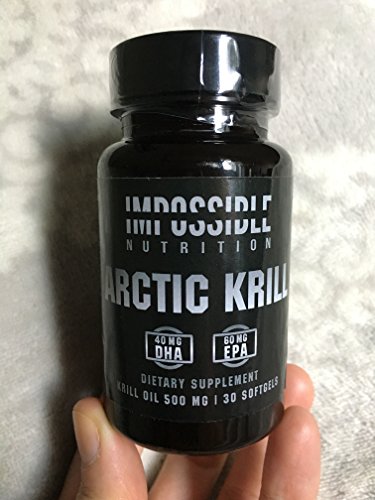 IMPOSSIBLE
NUTRITION
ARCTIC KRILL
40 MG
DHA
60 MG
EPA
DIETARY SUPPLEMENT
KRILL OIL 500 MG | 30 SOFTGELS